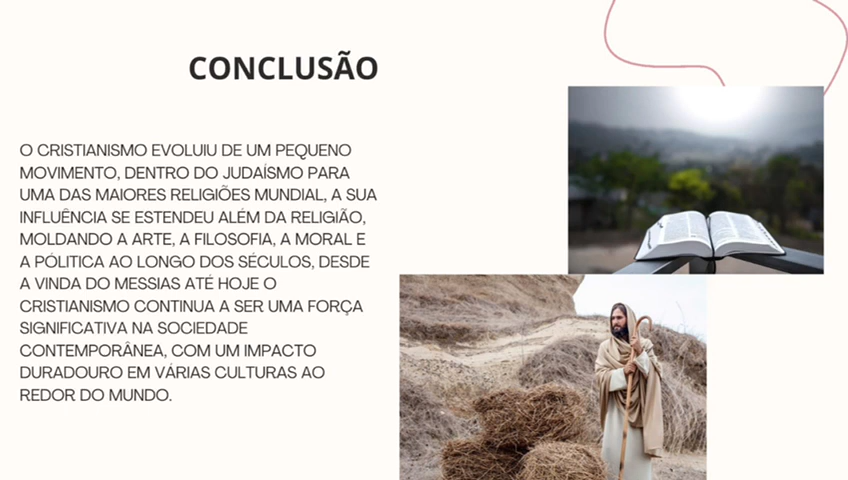 CONCLUSÃO
O CRISTIANISMO EVOLUIU DE UM PEQUENO
MOVIMENTO, DENTRO DO JUDAÍSMO PARA
UMA DAS MAIORES RELIGIÕES MUNDIAL, A SUA
INFLUÊNCIA SE ESTENDEU ALÉM DA RELIGIÃO,
MOLDANDO A ARTE, A FILOSOFIA, A MORAL E
A PÓLITICA AO LONGO DOS SÉCULOS, DESDE
A VINDA DO MESSIAS ATÉ HOJE O
CRISTIANISMO CONTINUA A SER UMA FORÇA
SIGNIFICATIVA NA SOCIEDADE
CONTEMPORÂNEA, COM UM IMPACTO
DURADOURO EM VÁRIAS CULTURAS AO
REDOR DO MUNDO.